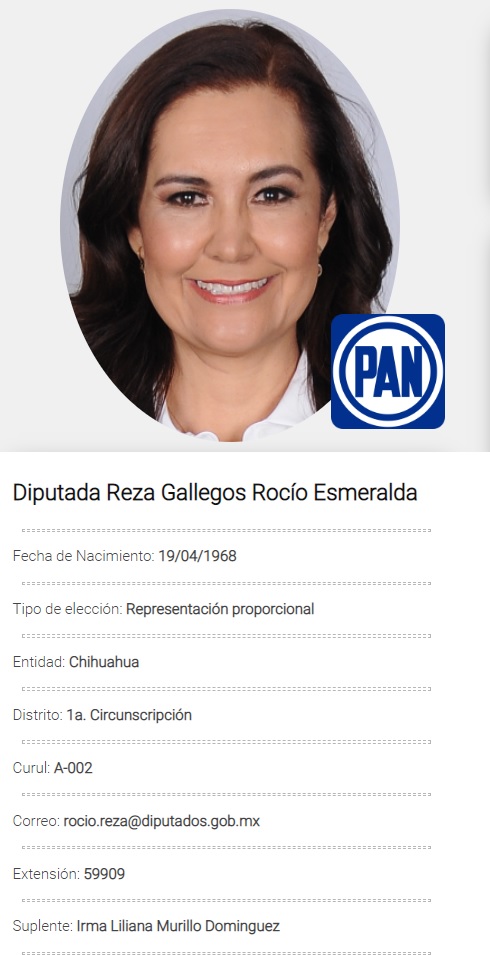 PAN
Diputada Reza Gallegos Rocío Esmeralda
Fecha de Nacimiento: 19/04/1968
Tipo de elección: Representación proporcional
Entidad: Chihuahua
Distrito: 1a. Circunscripción
Curul: A-002
Correo: rocio.reza@diputados.gob.mx
Extensión: 59909
Suplente: Irma Liliana Murillo Dominguez